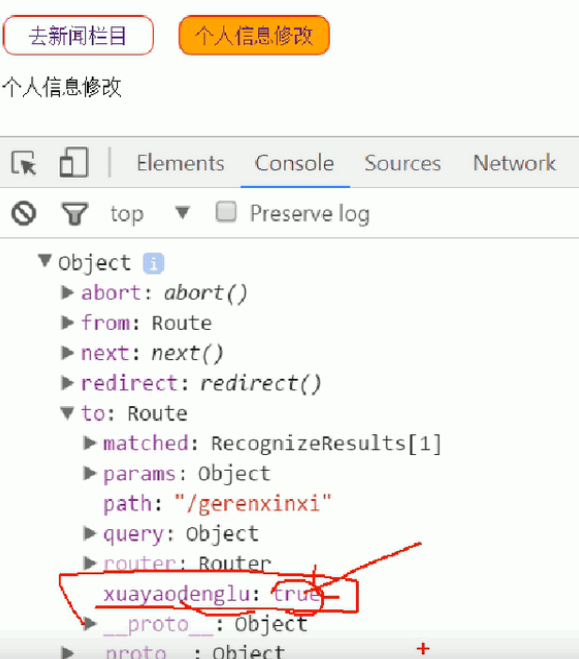 去新闻栏目 个人信息修改
个人信息修改
Elements Console Sources Network
top Preserve log
Object i
abort: abort()
from: Route
next: next()
redirect: redirect()
to: Route
matched: RecognizeResults[1]
params: Object
path: "/gerenxinxi"
query: Object
router: Router
xuayaodenglu: true
__proto__: Object
__proto__: Object